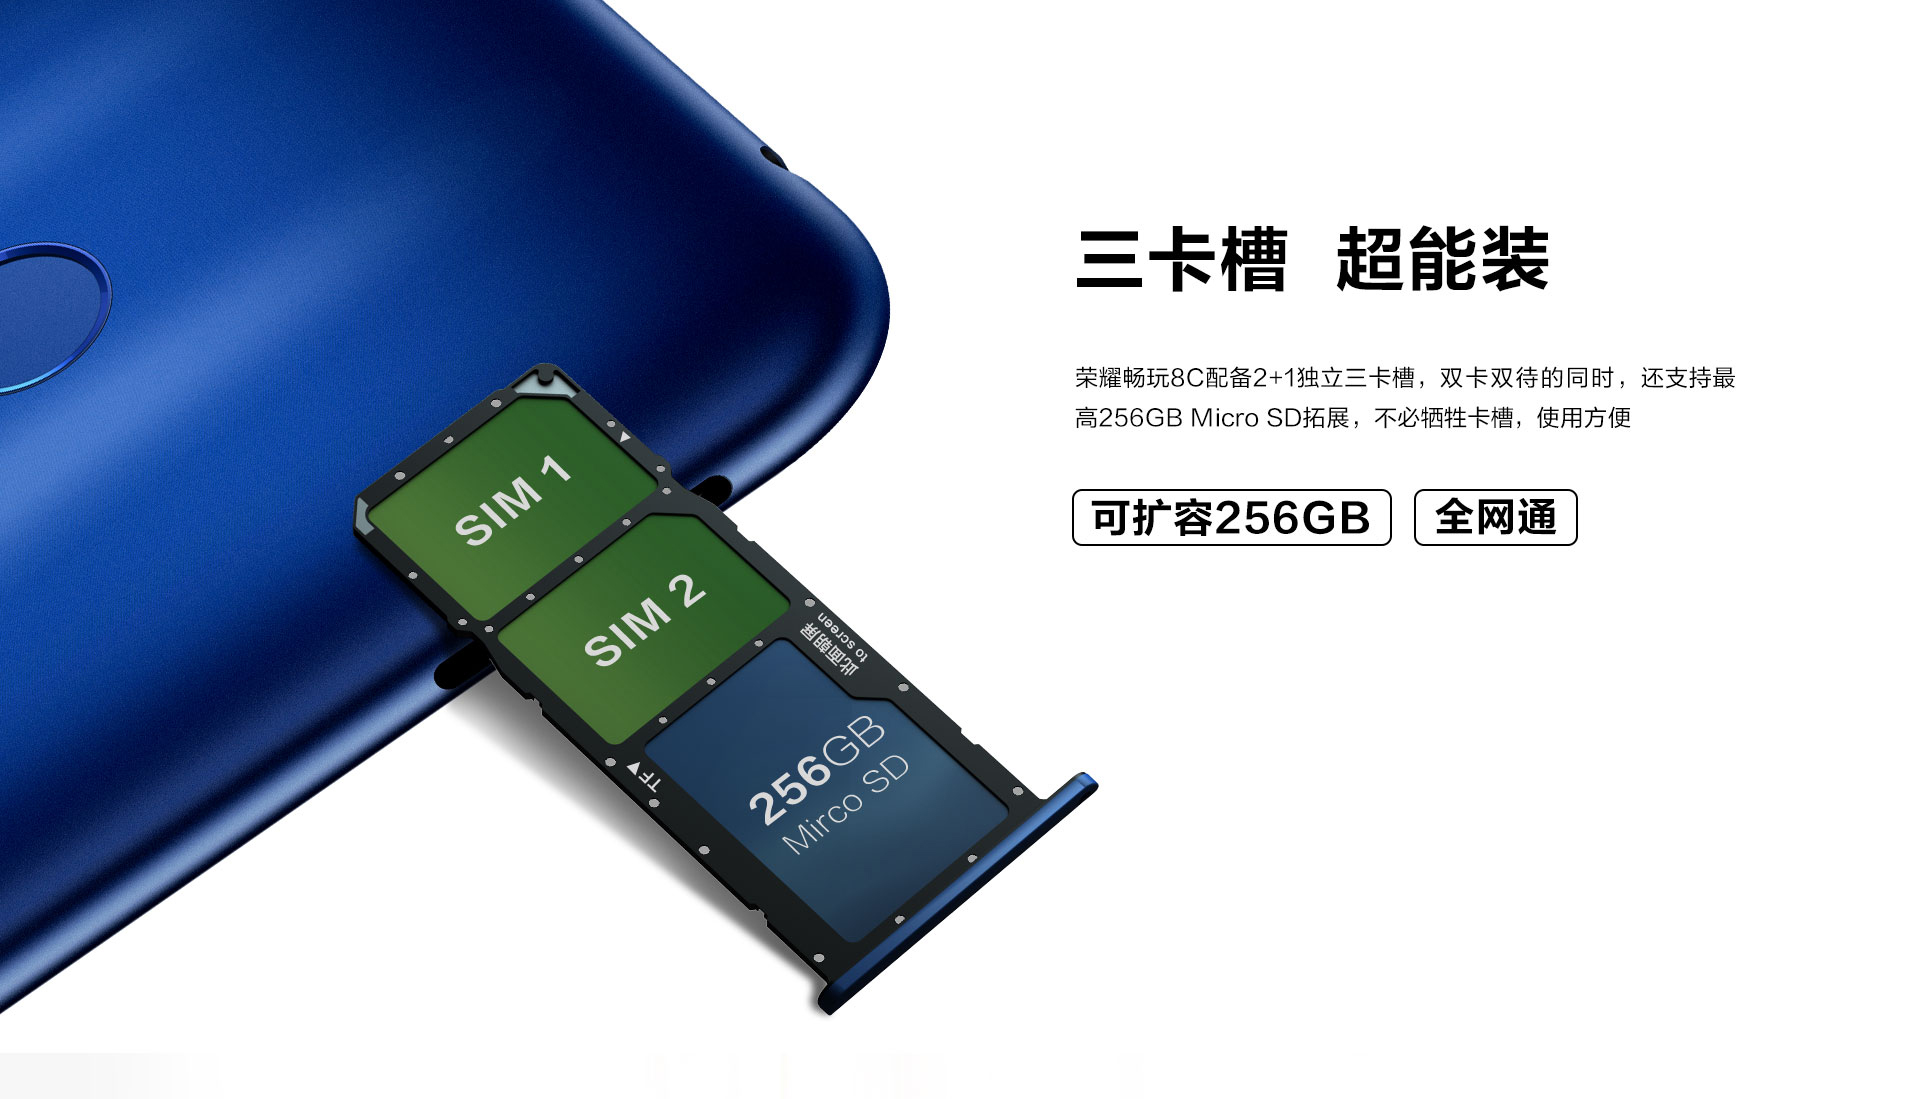 三卡槽 超能装
荣耀畅玩8C配备2+1独立三卡槽，双卡双待的同时，还支持最
高256GB Micro SD拓展，不必牺牲卡槽，使用方便
可扩容256GB
全网通
SIM 1
SIM 2
此面朝屏
to screen
TF
256GB
Mirco SD